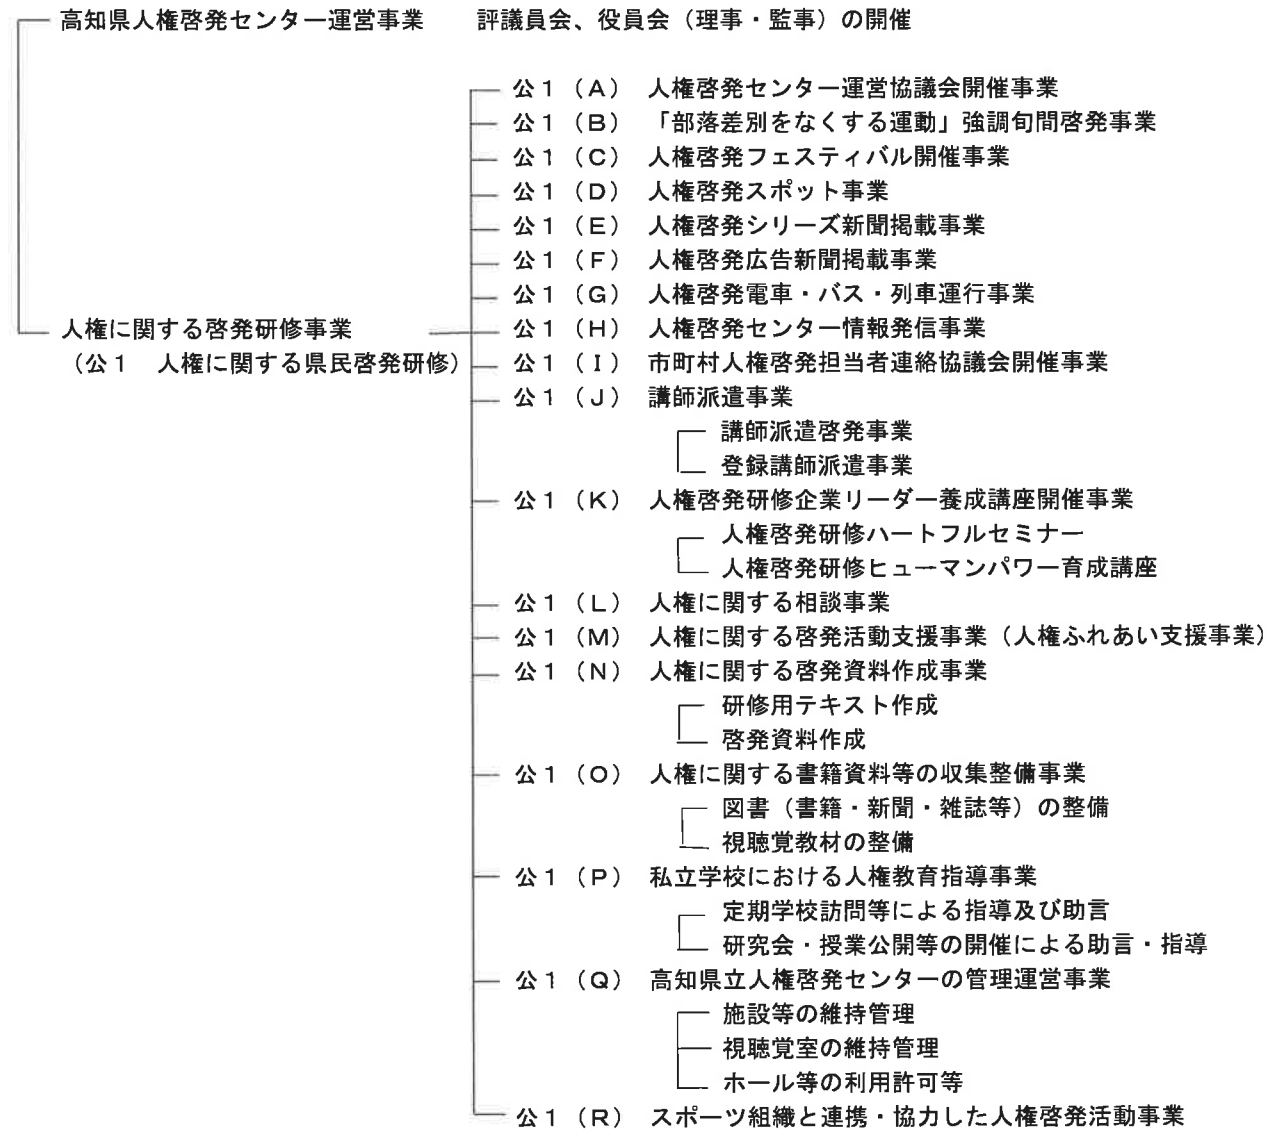 高知県人権啓発センター運営事業　評議員会、役員会（理事・監事）の開催
公１（A）　人権啓発センター運営協議会開催事業
公１（B）　「部落差別をなくする運動」強調旬間啓発事業
公１（C）　人権啓発フェスティバル開催事業
公１（D）　人権啓発スポット事業
公１（E）　人権啓発シリーズ新聞掲載事業
公１（F）　人権啓発広告新聞掲載事業
公１（G）　人権啓発電車・バス・列車運行事業
人権に関する啓発研修事業　公１（H）　人権啓発センター情報発信事業
（公１　人権に関する県民啓発研修）　公１（I）　市町村人権啓発担当者連絡協議会開催事業
公１（J）　講師派遣事業
講師派遣啓発事業
登録講師派遣事業
公１（K）　人権啓発研修企業リーダー養成講座開催事業
人権啓発研修ハートフルセミナー
人権啓発研修ヒューマンパワー育成講座
公１（L）　人権に関する相談事業
公１（M）　人権に関する啓発活動支援事業（人権ふれあい支援事業）
公１（N）　人権に関する啓発資料作成事業
研修用テキスト作成
啓発資料作成
公１（O）　人権に関する書籍資料等の収集整備事業
図書（書籍・新聞・雑誌等）の整備
視聴覚教材の整備
公１（P）　私立学校における人権教育指導事業
定期学校訪問等による指導及び助言
研究会・授業公開等の開催による助言・指導
公１（Q）　高知県立人権啓発センターの管理運営事業
施設等の維持管理
視聴覚室の維持管理
ホール等の利用許可等
公１（R）　スポーツ組織と連携・協力した人権啓発活動事業